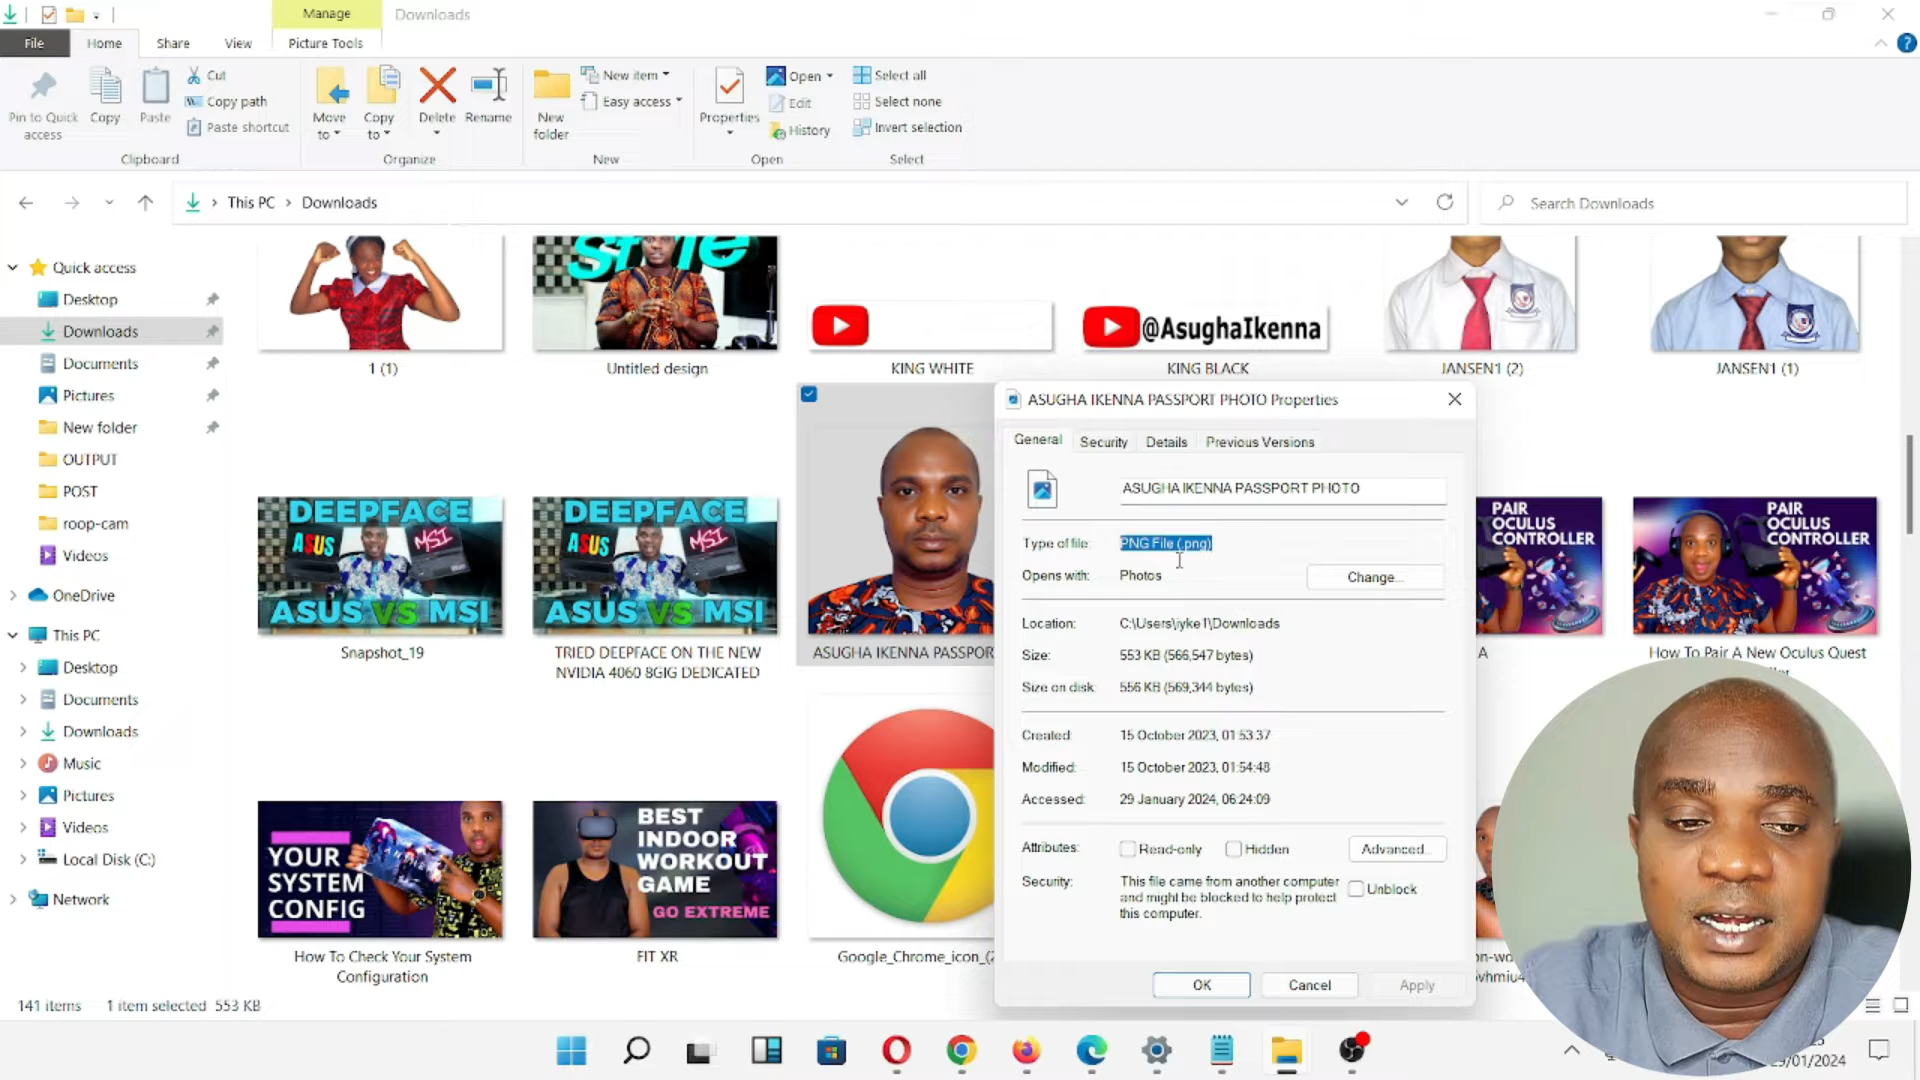 Manage
Downloads
File
Home
Share
View
Picture Tools
Pin to Quick access
Copy
Paste
Cut
Copy path
Paste shortcut
Clipboard
Move to
Copy to
Delete
Rename
Organize
New folder
New item
Easy access
New
Properties
Open
Edit
History
Open
Select all
Select none
Invert selection
Select
This PC > Downloads
Search Downloads
Quick access
Desktop
Downloads
Documents
Pictures
New folder
OUTPUT
POST
roop-cam
Videos
OneDrive
This PC
Desktop
Documents
Downloads
Music
Pictures
Videos
Local Disk (C:)
Network
@AsughaIkenna
1 (1)
Untitled design
KING WHITE
KING BLACK
JANSEN1 (2)
JANSEN1 (1)
DEEPFACE
ASUS
MSI
ASUS VS MSI
Snapshot_19
DEEPFACE
ASUS
MSI
ASUS VS MSI
TRIED DEEPFACE ON THE NEW
NVIDIA 4060 8GIG DEDICATED
ASUGHA IKENNA PASSPOR
PAIR
OCULUS
CONTROLLER
A
PAIR
OCULUS
CONTROLLER
How To Pair A New Oculus Quest
YOUR
SYSTEM
CONFIG
How To Check Your System
Configuration
BEST
INDOOR
WORKOUT
GAME
GO EXTREME
FIT XR
Google_Chrome_icon_(2
ASUGHA IKENNA PASSPORT PHOTO Properties
General
Security
Details
Previous Versions
ASUGHA IKENNA PASSPORT PHOTO
Type of file: PNG File (.png)
Opens with: Photos
Change...
Location: C:\Users\iyke1\Downloads
Size: 553 KB (566,547 bytes)
Size on disk: 556 KB (569,344 bytes)
Created: 15 October 2023, 01:53:37
Modified: 15 October 2023, 01:54:48
Accessed: 29 January 2024, 06:24:09
Attributes: Read-only Hidden
Advanced...
Security: This file came from another computer
and might be blocked to help protect
this computer.
Unblock
OK
Cancel
Apply
141 items
1 item selected 553 KB
29/01/2024